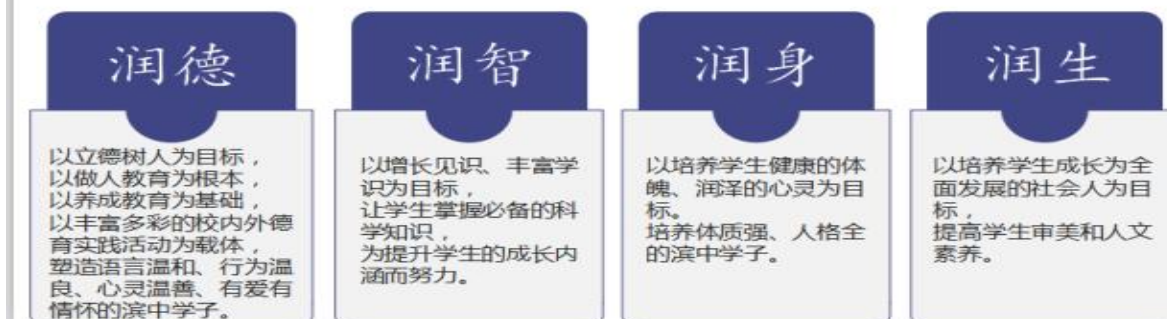 润德
以立德树人为目标，
以做人教育为根本，
以养成教育为基础，
以丰富多彩的校内外德
育实践活动为载体，
塑造语言温和、行为温
良、心灵温善、有爱有
情怀的滨中学子。
润智
以增长见识、丰富学
识为目标，
让学生掌握必备的科
学知识，
为提升学生的成长内
涵而努力。
润身
以培养学生健康的体
魄、润泽的心灵为目
标。
培养体质强、人格全
的滨中学子。
润生
以培养学生成长为全
面发展的社会人为目
标，
提高学生审美和人文
素养。